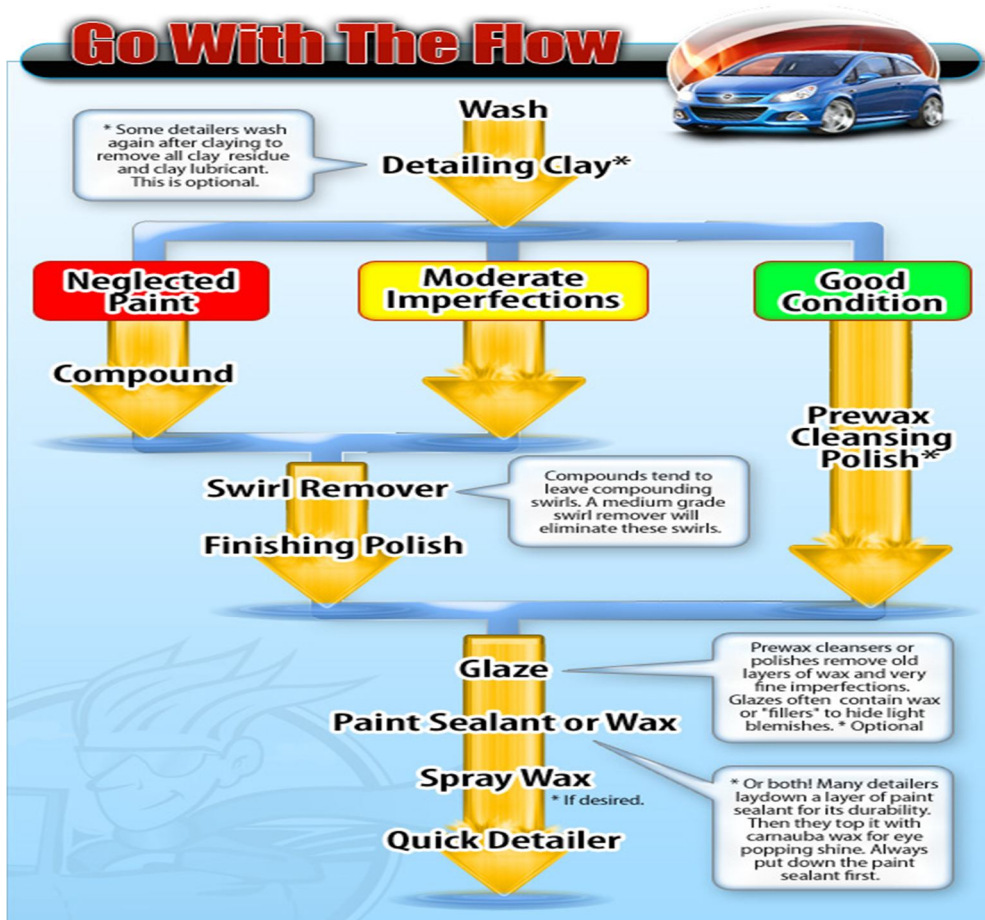 Go With The Flow
Wash
* Some detailers wash
again after claying to
remove all clay residue
and clay lubricant.
This is optional.
Detailing Clay*
Neglected
Paint
Moderate
Imperfections
Good
Condition
Compound
Prewax
Cleansing
Polish*
Swirl Remover
Compounds tend to
leave compounding
swirls. A medium grade
swirl remover will
eliminate these swirls.
Finishing Polish
Glaze
Prewax cleansers or
polishes remove old
layers of wax and very
fine imperfections.
Glazes often contain wax
or "fillers" to hide light
blemishes. * Optional
Paint Sealant or Wax
Spray Wax
* If desired.
* Or both! Many detailers
laydown a layer of paint
sealant for its durability.
Then they top it with
carnauba wax for eye
popping shine. Always
put down the paint
sealant first.
Quick Detailer